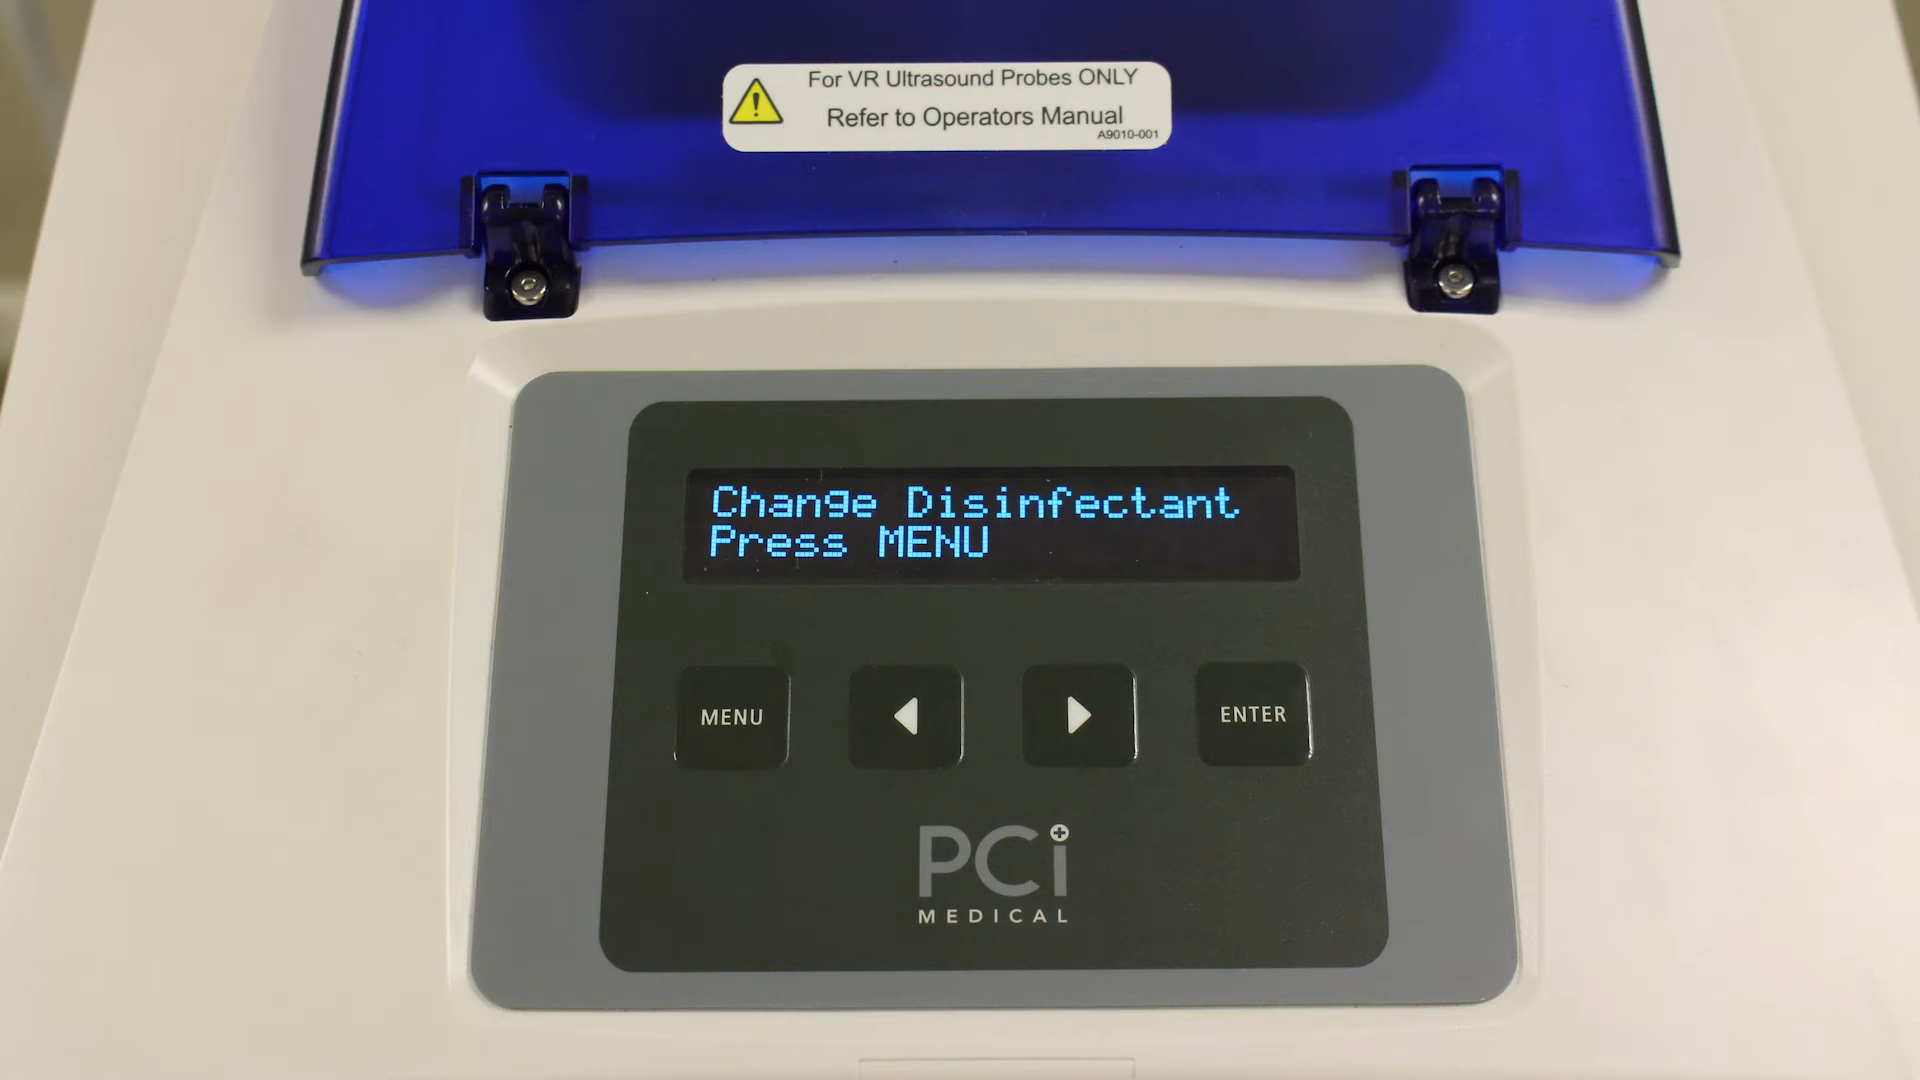 For VR Ultrasound Probes ONLY
Refer to Operators Manual
A9010-001
Change Disinfectant
Press MENU
MENU
ENTER
PCi
MEDICAL